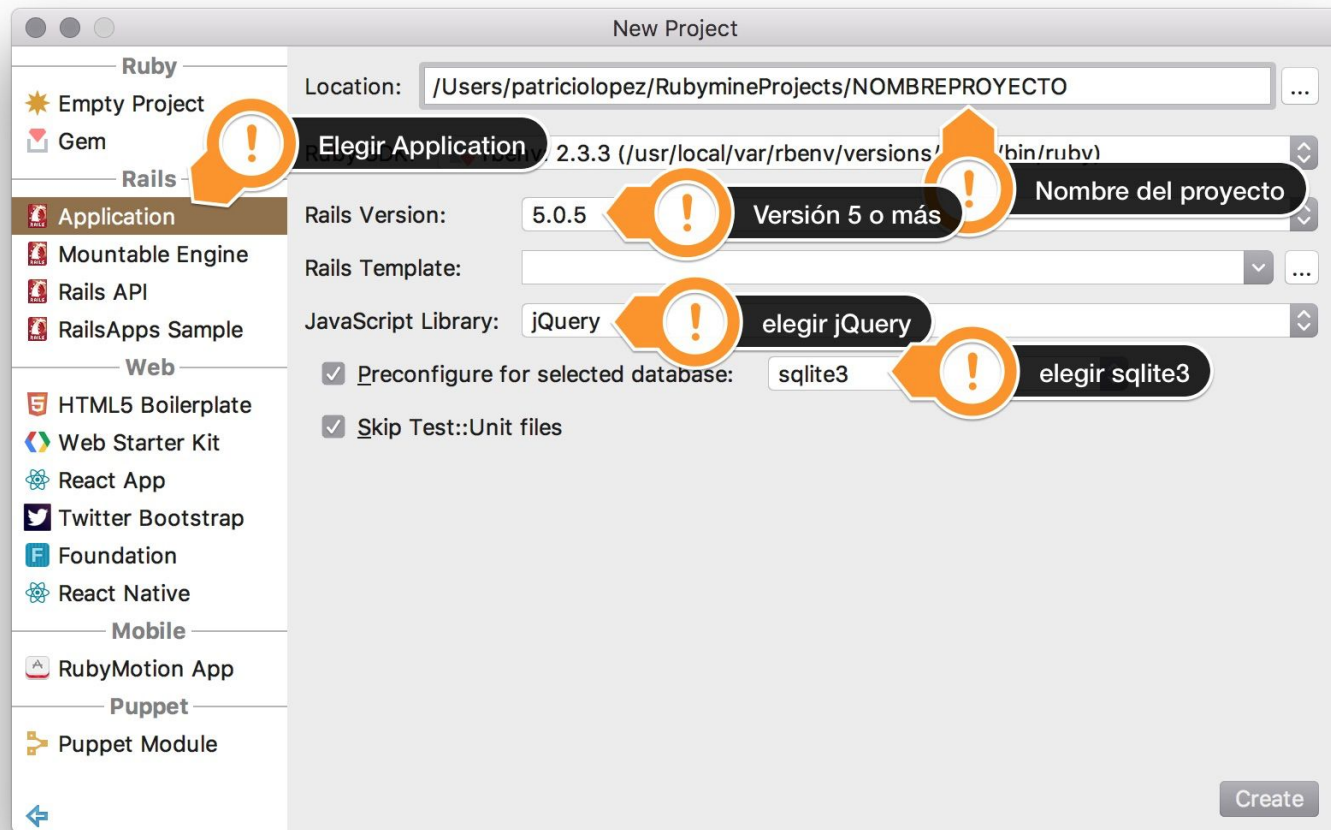 New Project
Ruby
Empty Project
Gem
Rails
Application
Mountable Engine
Rails API
RailsApps Sample
Web
HTML5 Boilerplate
Web Starter Kit
React App
Twitter Bootstrap
Foundation
React Native
Mobile
RubyMotion App
Puppet
Puppet Module
Location: /Users/patriciolopez/RubymineProjects/NOMBREPROYECTO ...
Elegir Application
2.3.3 (/usr/local/var/rbenv/versions/ /bin/ruby)
Nombre del proyecto
Rails Version: 5.0.5
Versión 5 o más
Rails Template: ...
JavaScript Library: jQuery
elegir jQuery
Preconfigure for selected database: sqlite3
elegir sqlite3
Skip Test::Unit files
Create